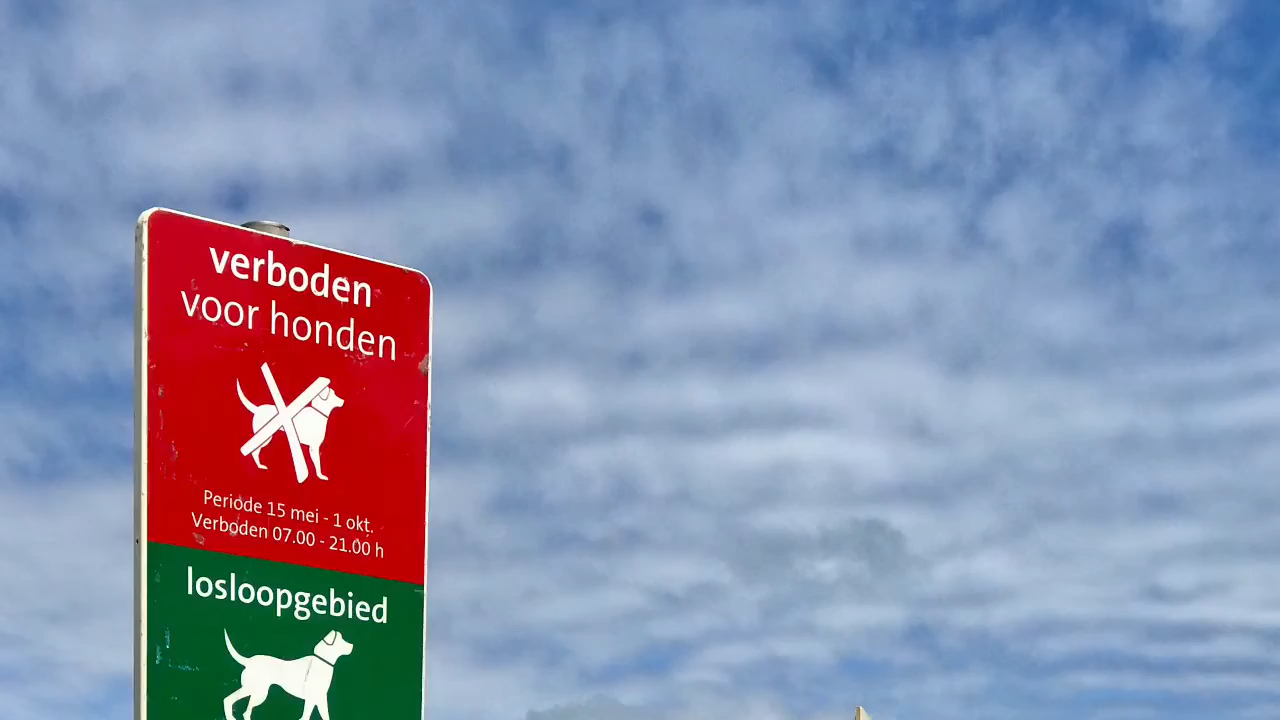 verboden
voor honden
Periode 15 mei - 1 okt.
Verboden 07.00 - 21.00 h
losloopgebied